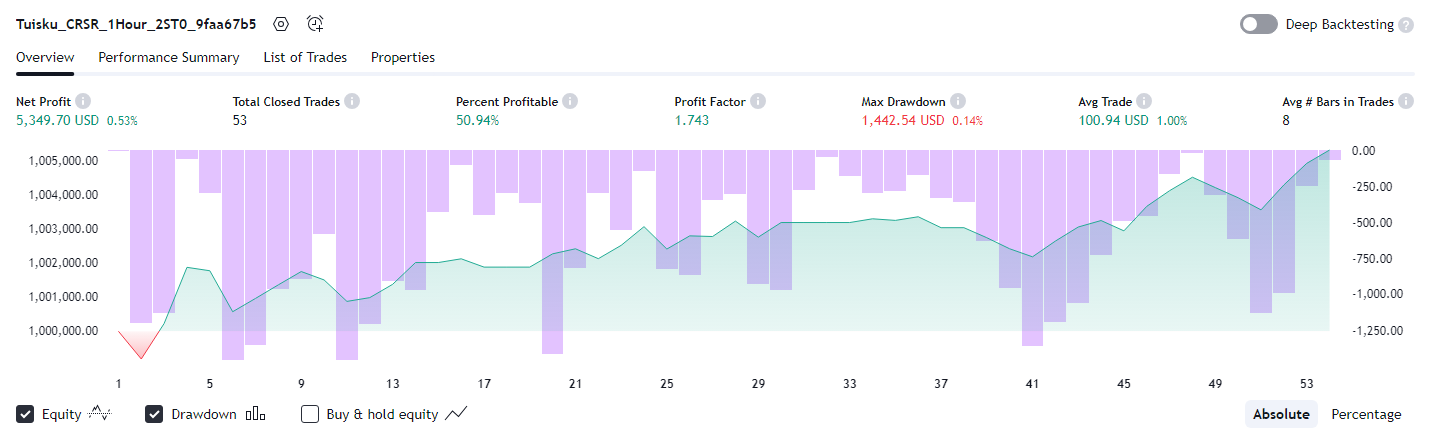 Tuisku_CRSR_1Hour_2ST0_9faa67b5 Deep Backtesting ?
Overview Performance Summary List of Trades Properties
Net Profit Total Closed Trades Percent Profitable Profit Factor Max Drawdown Avg Trade Avg # Bars in Trades
5,349.70 USD 0.53% 53 50.94% 1.743 1,442.54 USD 0.14% 100.94 USD 1.00% 8
1,005,000.00 0.00
1,004,000.00 -250.00
1,003,000.00 -500.00
1,002,000.00 -750.00
1,001,000.00 -1,000.00
1,000,000.00 -1,250.00
1 5 9 13 17 21 25 29 33 37 41 45 49 53
Equity Drawdown Buy & hold equity Absolute Percentage